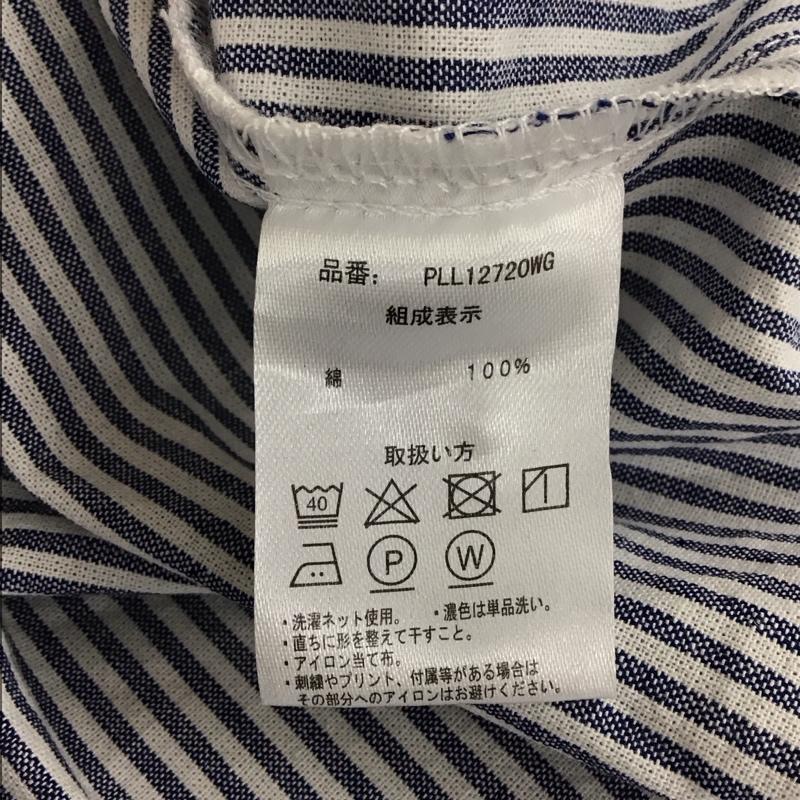 品番： PLL12720WG
組成表示
綿 100%
取扱い方
40
P W
・洗濯ネット使用。 ・濃色は単品洗い。
・直ちに形を整えて干すこと。
・アイロン当て布。
・刺繍やプリント、付属等がある場合は
その部分へのアイロンはお避けください。